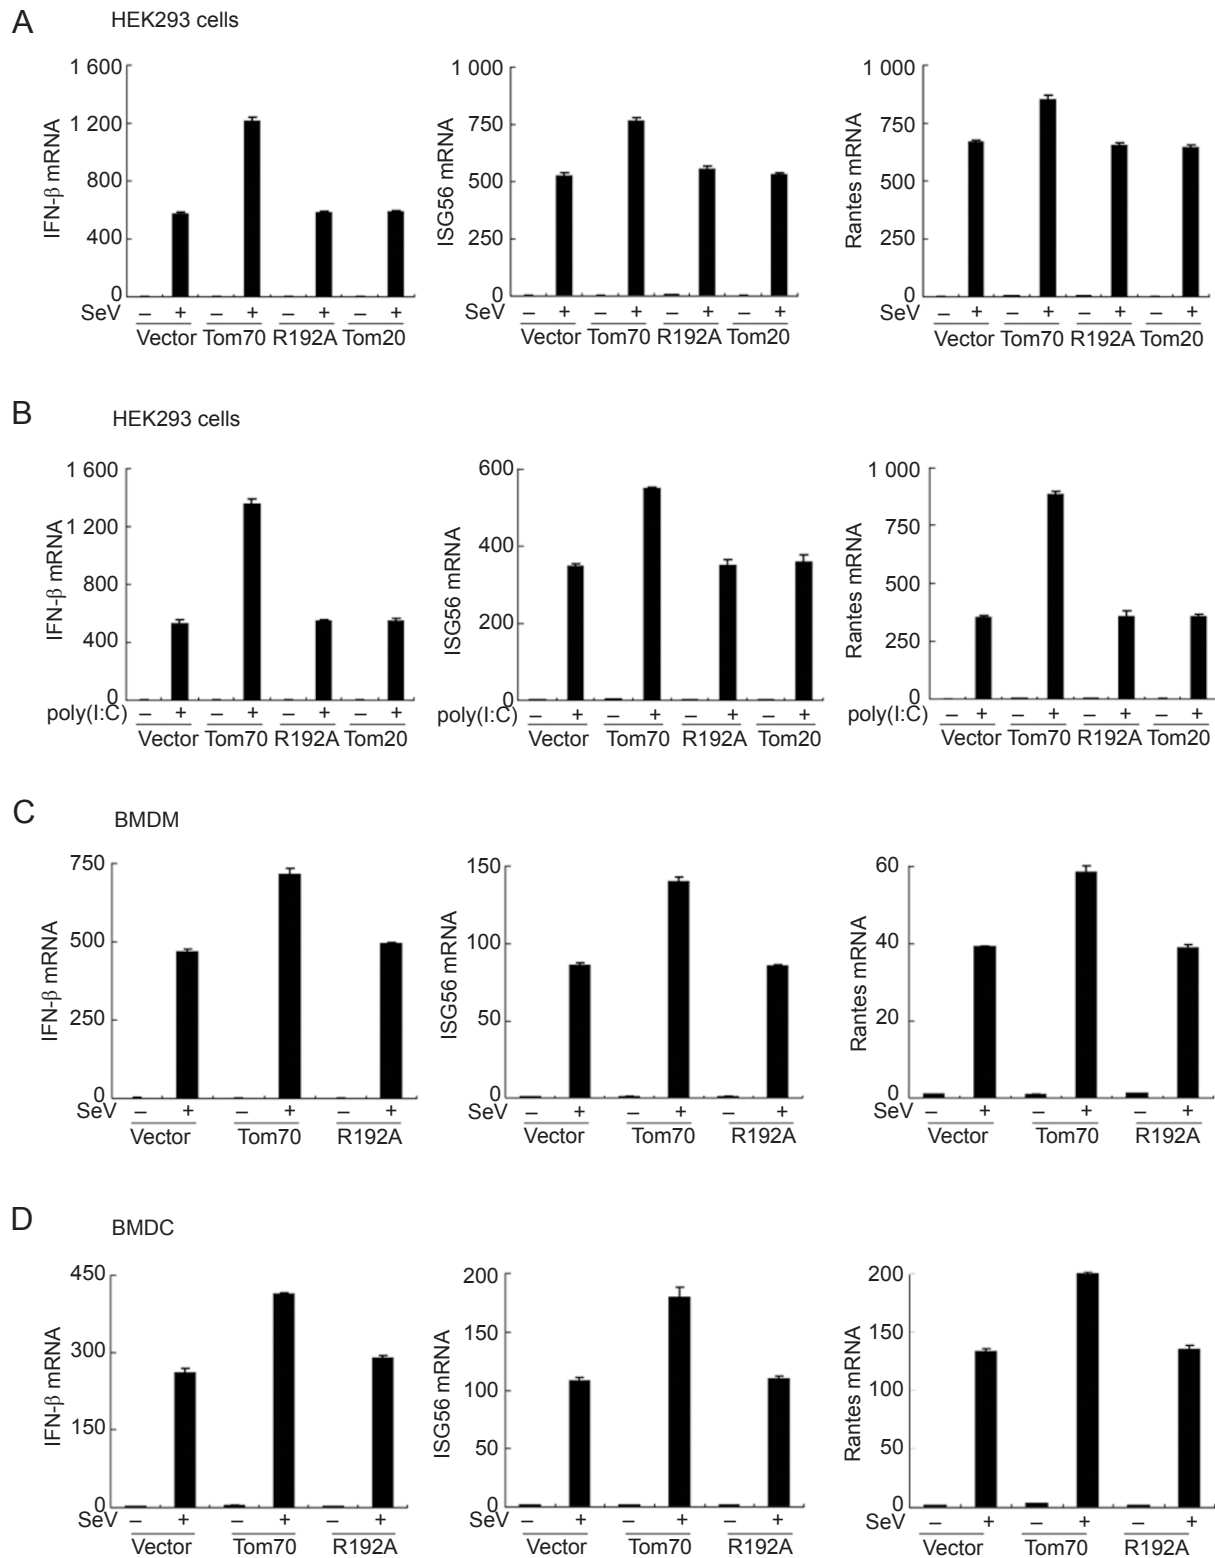 A
HEK293 cells
IFN-β mRNA
1 600
1 200
800
400
0
SeV – + – + – + – +
Vector Tom70 R192A Tom20
ISG56 mRNA
1 000
750
500
250
0
– + – + – + – +
Vector Tom70 R192A Tom20
Rantes mRNA
1 000
750
500
250
0
SeV – + – + – + – +
Vector Tom70 R192A Tom20
B
HEK293 cells
IFN-β mRNA
1 600
1 200
800
400
0
poly(I:C) – + – + – + – +
Vector Tom70 R192A Tom20
ISG56 mRNA
600
400
200
0
poly(I:C) – + – + – + – +
Vector Tom70 R192A Tom20
Rantes mRNA
1 000
750
500
250
0
poly(I:C) – + – + – + – +
Vector Tom70 R192A Tom20
C
BMDM
IFN-β mRNA
750
500
250
0
SeV – + – + – +
Vector Tom70 R192A
ISG56 mRNA
150
100
50
0
SeV – + – + – +
Vector Tom70 R192A
Rantes mRNA
60
40
20
0
SeV – + – + – +
Vector Tom70 R192A
D
BMDC
IFN-β mRNA
450
300
150
0
SeV – + – + – +
Vector Tom70 R192A
ISG56 mRNA
200
150
100
50
0
SeV – + – + – +
Vector Tom70 R192A
Rantes mRNA
200
150
100
50
0
SeV – + – + – +
Vector Tom70 R192A